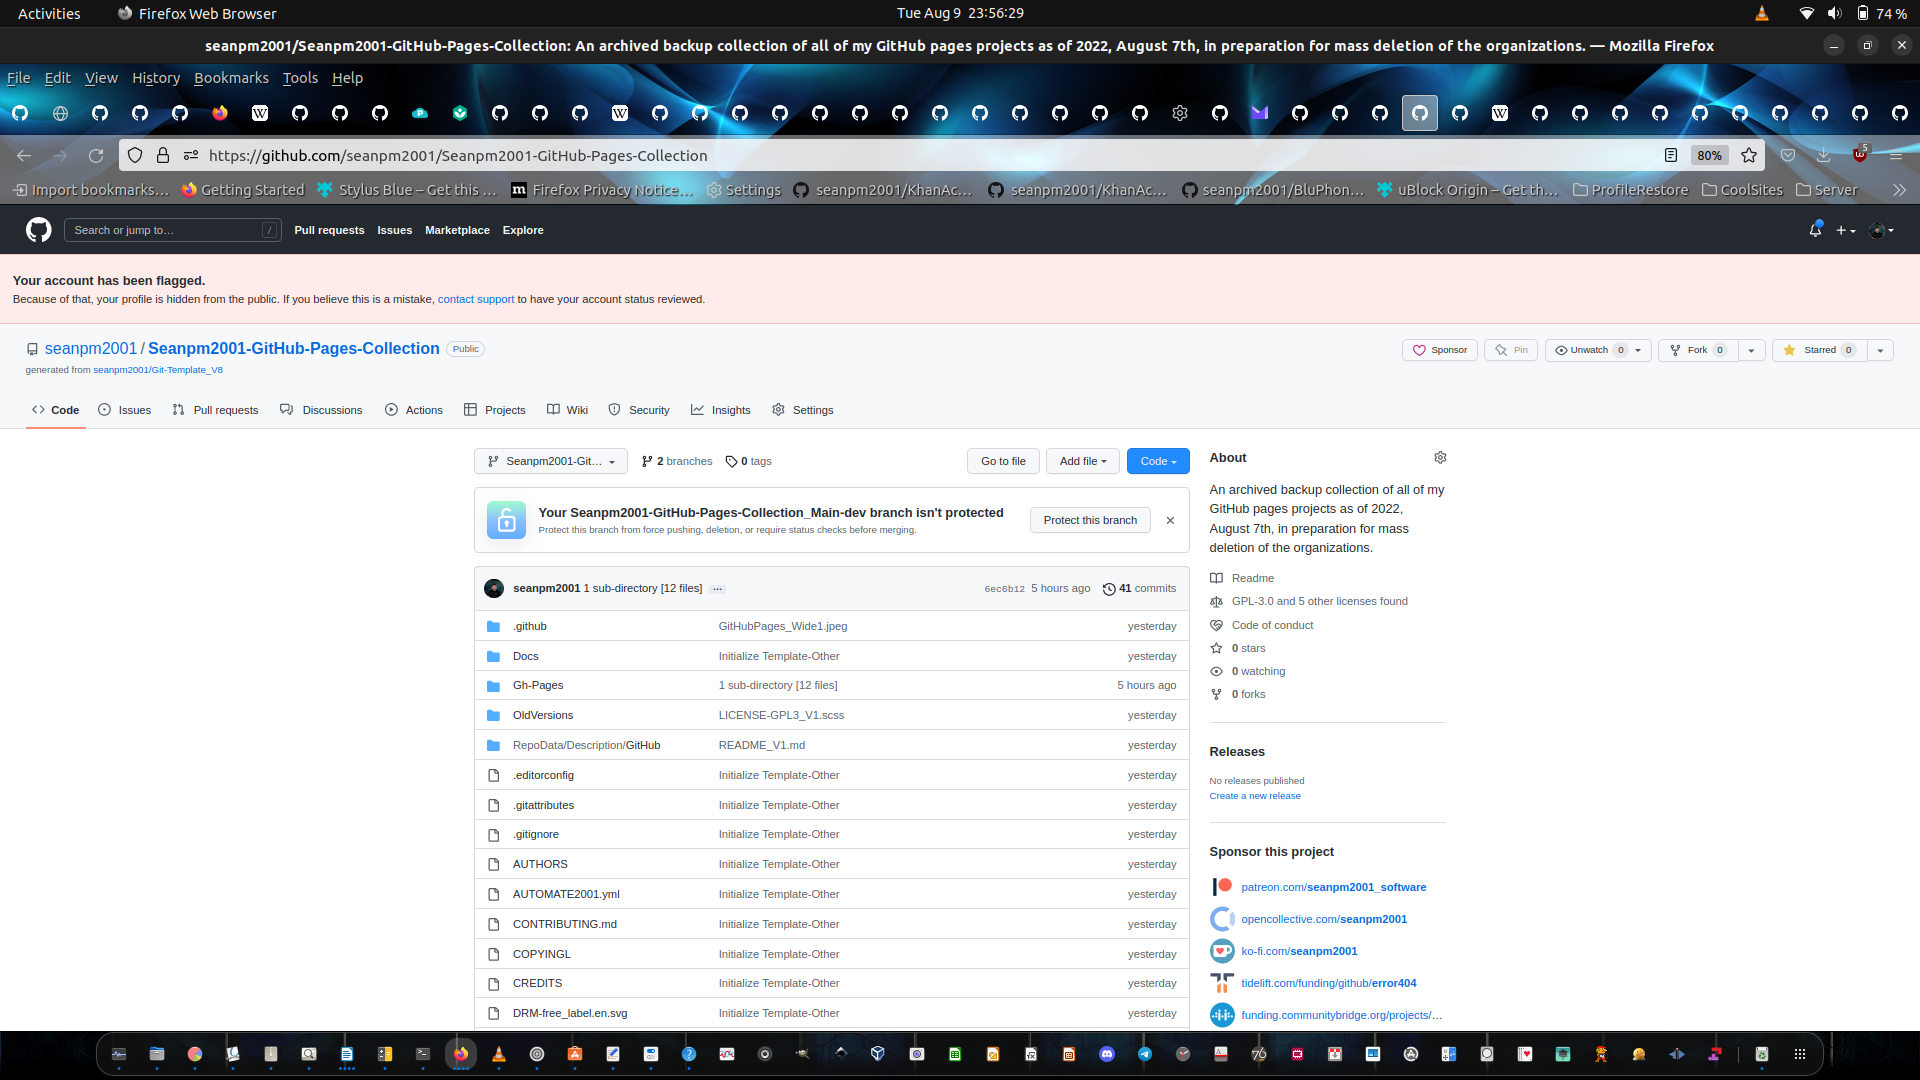 Activities
Firefox Web Browser
Tue Aug 9 23:56:29
74 %
seanpm2001/Seanpm2001-GitHub-Pages-Collection: An archived backup collection of all of my GitHub pages projects as of 2022, August 7th, in preparation for mass deletion of the organizations. — Mozilla Firefox
File Edit View History Bookmarks Tools Help
https://github.com/seanpm2001/Seanpm2001-GitHub-Pages-Collection
80%
5
Import bookmarks… Getting Started Stylus Blue – Get this … Firefox Privacy Notice… Settings seanpm2001/KhanAc… seanpm2001/KhanAc… seanpm2001/BluPhon… uBlock Origin – Get th… ProfileRestore CoolSites Server
Search or jump to… /
Pull requests Issues Marketplace Explore
Your account has been flagged.
Because of that, your profile is hidden from the public. If you believe this is a mistake, contact support to have your account status reviewed.
seanpm2001 / Seanpm2001-GitHub-Pages-Collection Public
generated from seanpm2001/Git-Template_V8
Sponsor Pin Unwatch 0 Fork 0 Starred 0
Code Issues Pull requests Discussions Actions Projects Wiki Security Insights Settings
Seanpm2001-Git… 2 branches 0 tags
Go to file Add file Code
Your Seanpm2001-GitHub-Pages-Collection_Main-dev branch isn't protected
Protect this branch from force pushing, deletion, or require status checks before merging.
Protect this branch
seanpm2001 1 sub-directory [12 files] … 6ec6b12 5 hours ago 41 commits
.github GitHubPages_Wide1.jpeg yesterday
Docs Initialize Template-Other yesterday
Gh-Pages 1 sub-directory [12 files] 5 hours ago
OldVersions LICENSE-GPL3_V1.scss yesterday
RepoData/Description/GitHub README_V1.md yesterday
.editorconfig Initialize Template-Other yesterday
.gitattributes Initialize Template-Other yesterday
.gitignore Initialize Template-Other yesterday
AUTHORS Initialize Template-Other yesterday
AUTOMATE2001.yml Initialize Template-Other yesterday
CONTRIBUTING.md Initialize Template-Other yesterday
COPYINGL Initialize Template-Other yesterday
CREDITS Initialize Template-Other yesterday
DRM-free_label.en.svg Initialize Template-Other yesterday
About
An archived backup collection of all of my
GitHub pages projects as of 2022,
August 7th, in preparation for mass
deletion of the organizations.
Readme
GPL-3.0 and 5 other licenses found
Code of conduct
0 stars
0 watching
0 forks
Releases
No releases published
Create a new release
Sponsor this project
patreon.com/seanpm2001_software
opencollective.com/seanpm2001
ko-fi.com/seanpm2001
tidelift.com/funding/github/error404
funding.communitybridge.org/projects/…